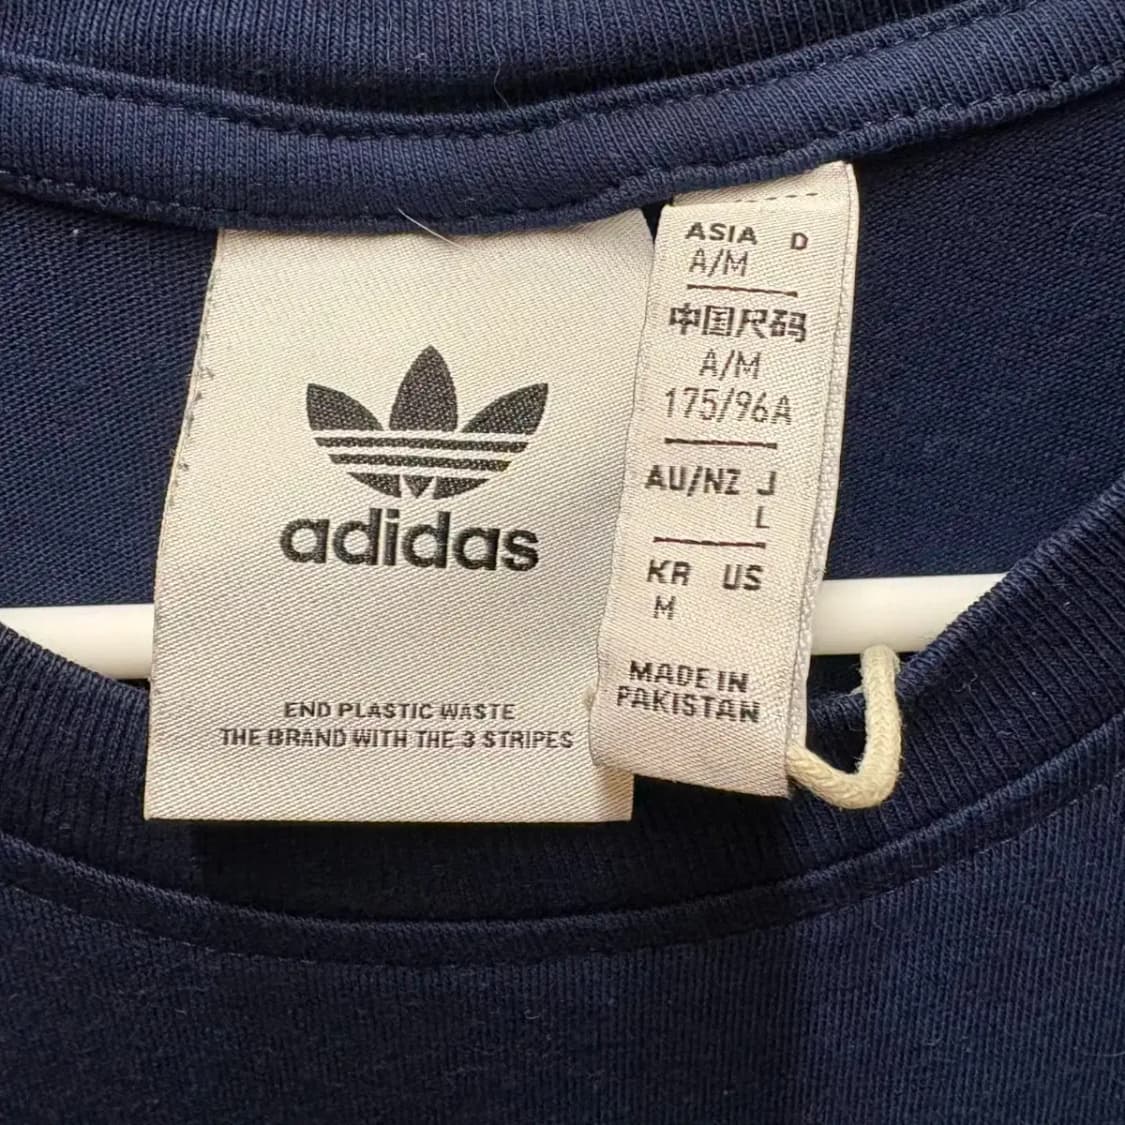 adidas
END PLASTIC WASTE
THE BRAND WITH THE 3 STRIPES
ASIA D
A/M
中国尺码
A/M
175/96A
AU/NZ J
L
KR US
M
MADE IN
PAKISTAN